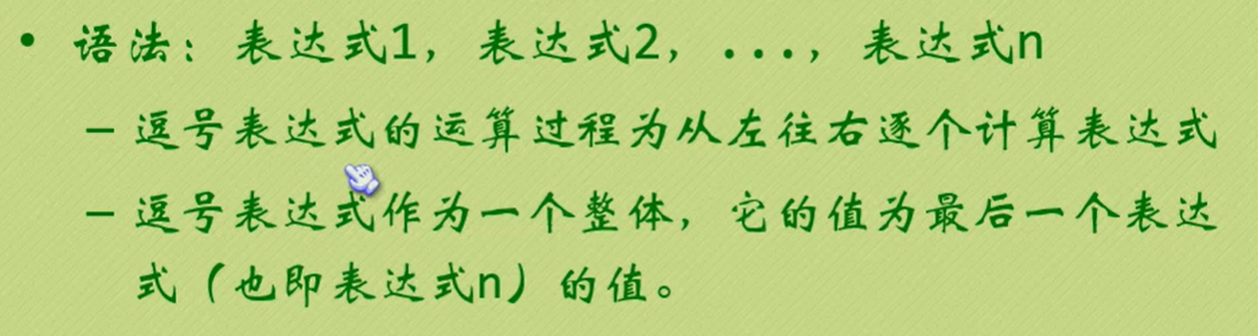 • 语法：表达式1，表达式2，...，表达式n
– 逗号表达式的运算过程为从左往右逐个计算表达式
– 逗号表达式作为一个整体，它的值为最后一个表达
式（也即表达式n）的值。